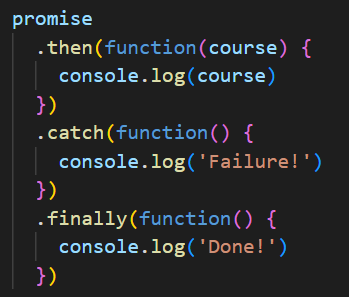 promise
  .then(function(course) {
    console.log(course)
  })
  .catch(function() {
    console.log('Failure!')
  })
  .finally(function() {
    console.log('Done!')
  })